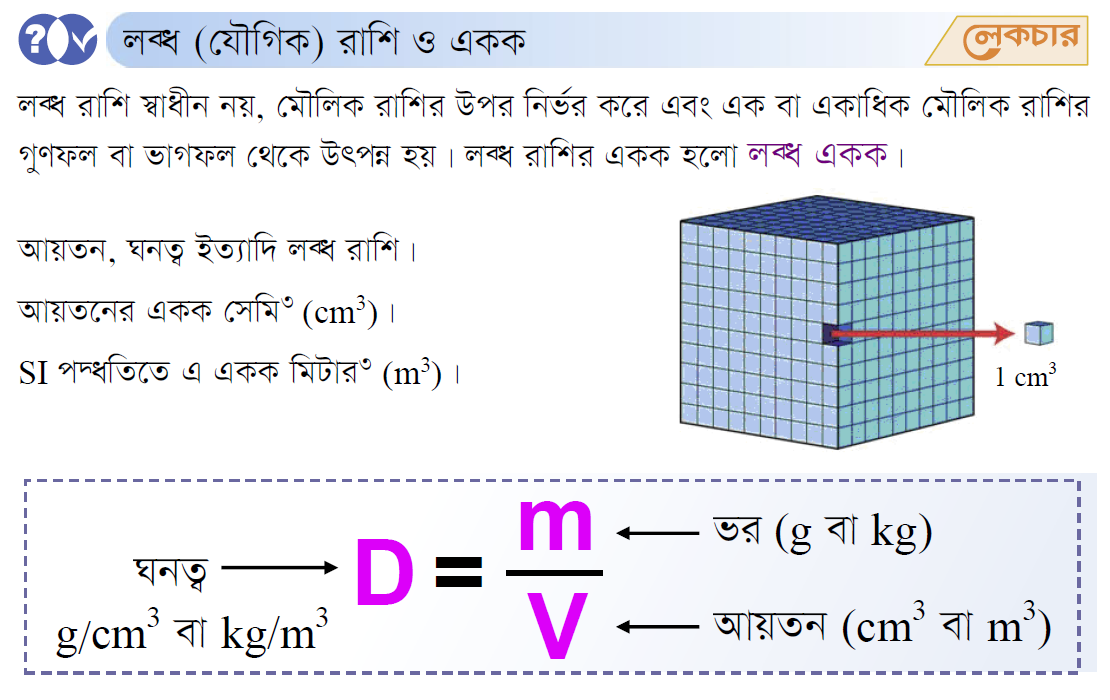 লব্ধ (যৌগিক) রাশি ও একক
লেকচার
লব্ধ রাশি স্বাধীন নয়, মৌলিক রাশির উপর নির্ভর করে এবং এক বা একাধিক মৌলিক রাশির
গুণফল বা ভাগফল থেকে উৎপন্ন হয়। লব্ধ রাশির একক হলো লব্ধ একক।
আয়তন, ঘনত্ব ইত্যাদি লব্ধ রাশি।
আয়তনের একক সেমি³ (cm³)।
SI পদ্ধতিতে এ একক মিটার³ (m³)।
1 cm³
ঘনত্ব
g/cm³ বা kg/m³
D = m/V
ভর (g বা kg)
আয়তন (cm³ বা m³)